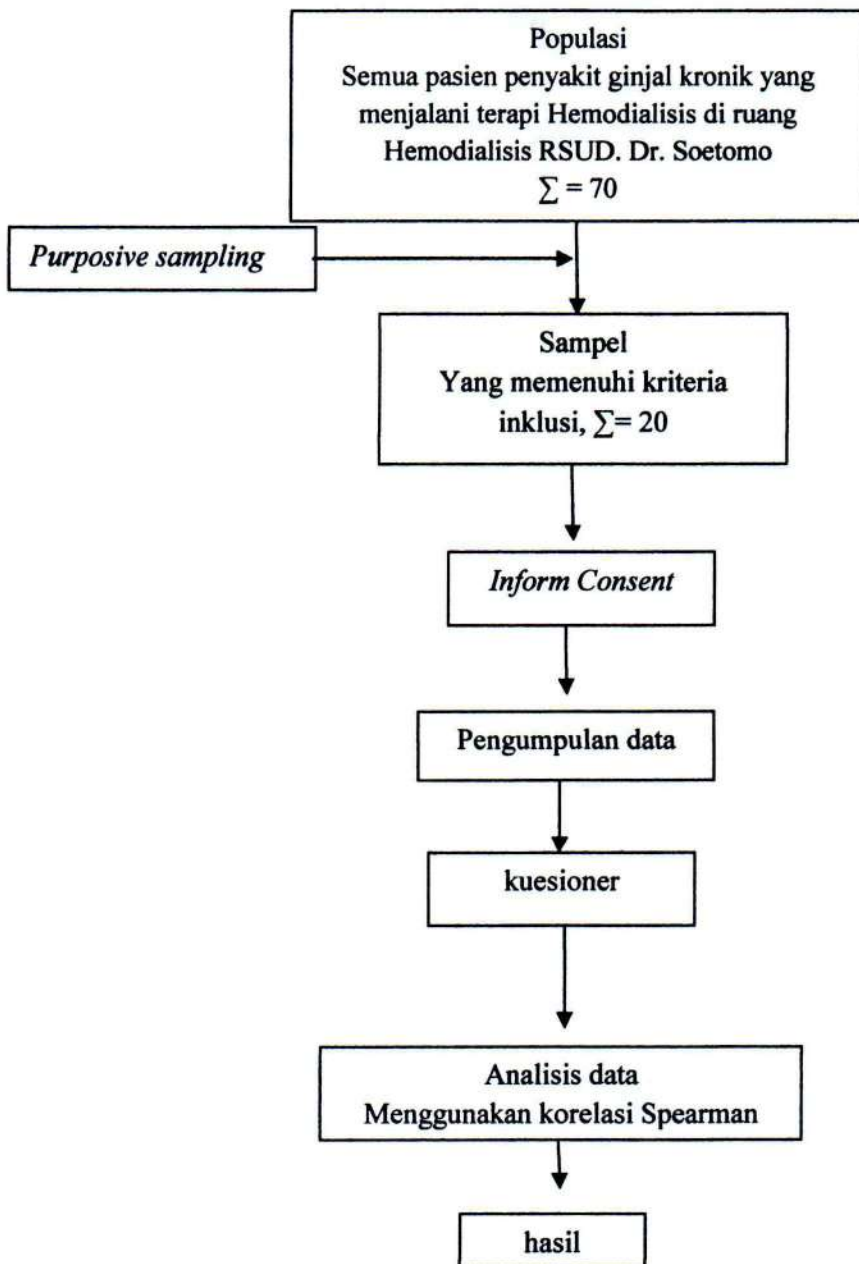 Populasi
Semua pasien penyakit ginjal kronik yang
menjalani terapi Hemodialisis di ruang
Hemodialisis RSUD. Dr. Soetomo
∑ = 70
Purposive sampling
Sampel
Yang memenuhi kriteria
inklusi, ∑= 20
Inform Consent
Pengumpulan data
kuesioner
Analisis data
Menggunakan korelasi Spearman
hasil